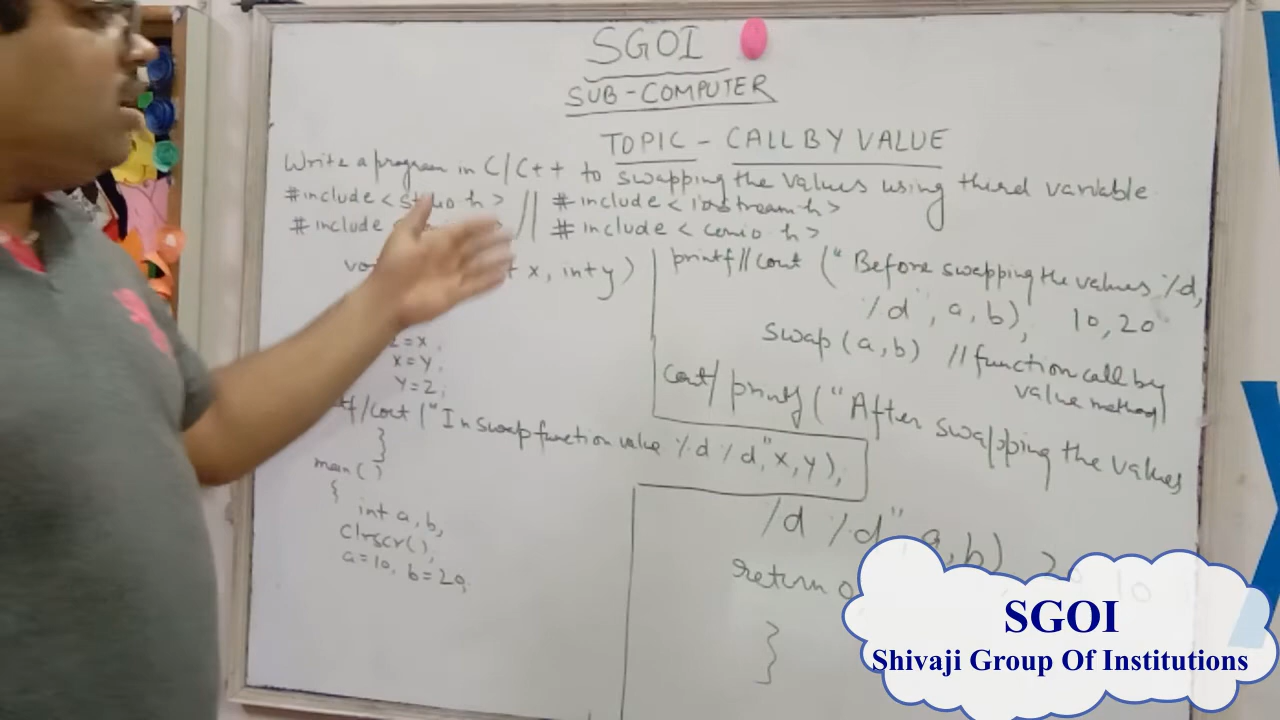 SGOI
SUB-COMPUTER
TOPIC - CALL BY VALUE
Write a program in C/C++ to swapping the values using third variable
#include <stdio.h> // #include <iostream.h>
#include // #include <conio.h>
x, int y)
z=x;
x=y;
y=z;
/cout ("In swap function value %d %d", x, y);
}
main()
{
int a, b,
clrscr();
a=10, b=20;
printf//cout ("Before swapping the values %d,
%d", a, b), 10, 20
swap(a,b) //function call by
value method
cout/printf("After swapping the values
%d %d", a, b)
return
}
SGOI
Shivaji Group Of Institutions